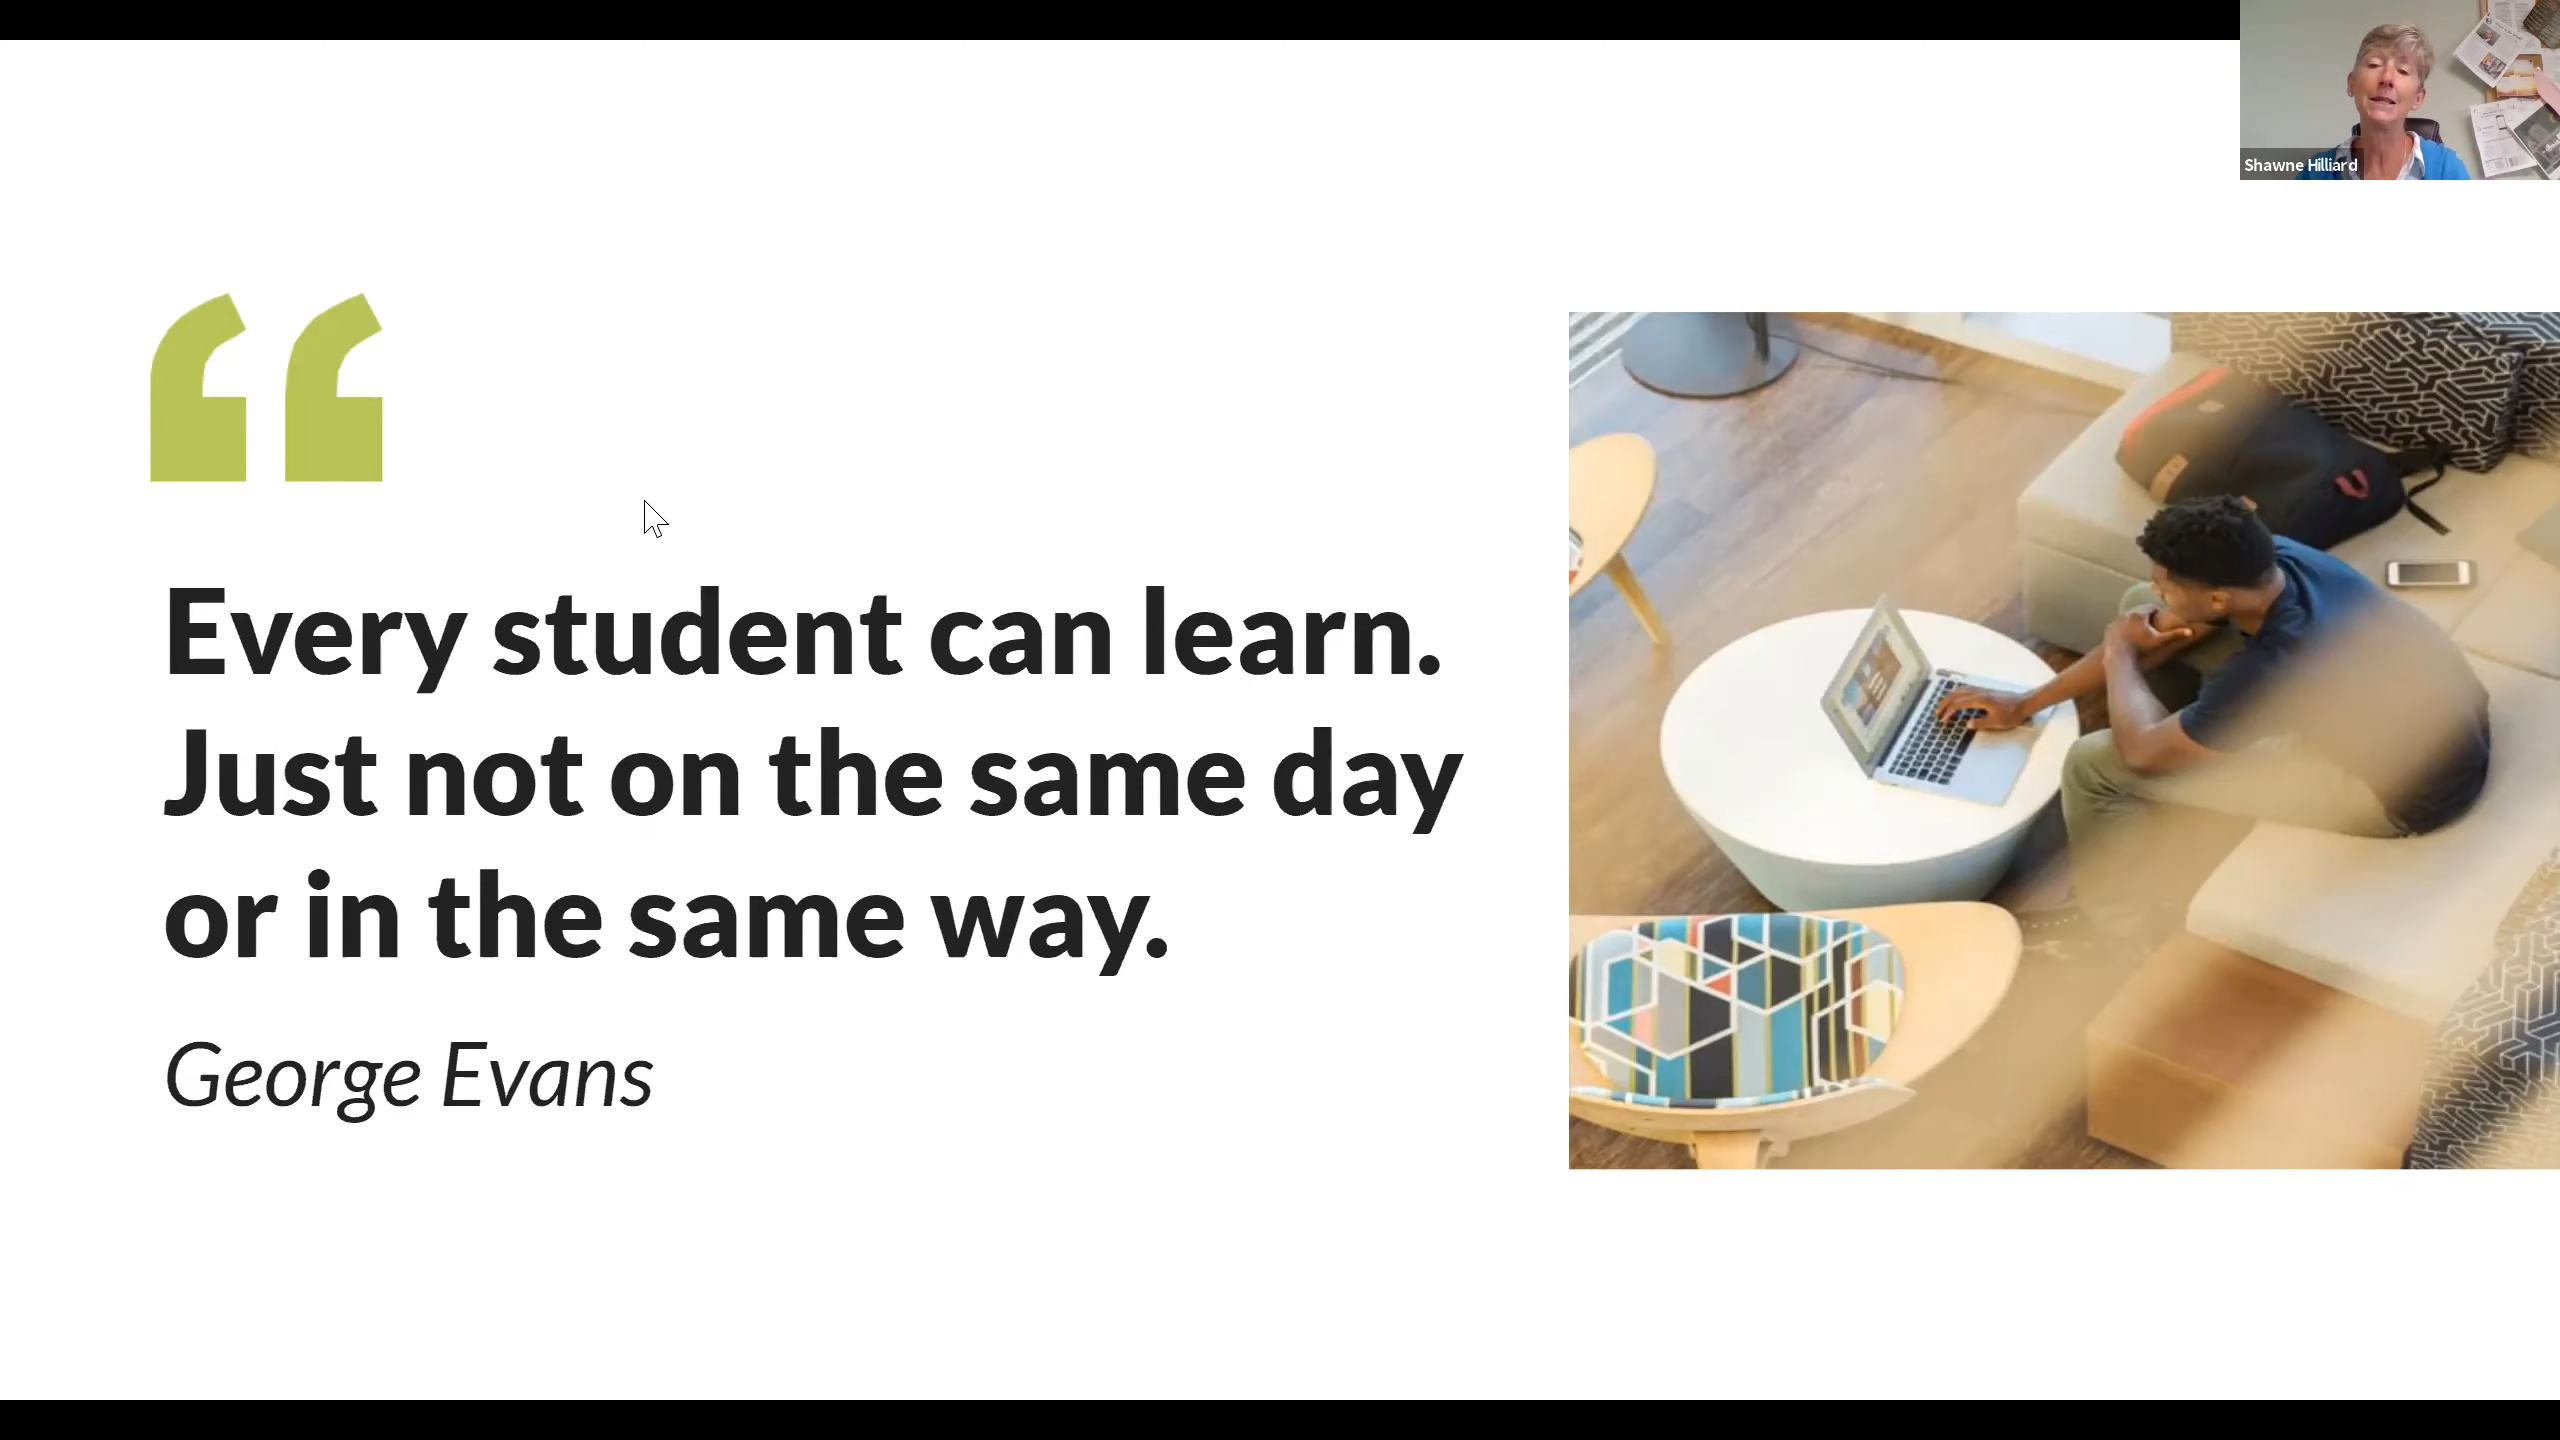 Shawne Hilliard
Every student can learn.
Just not on the same day
or in the same way.
George Evans